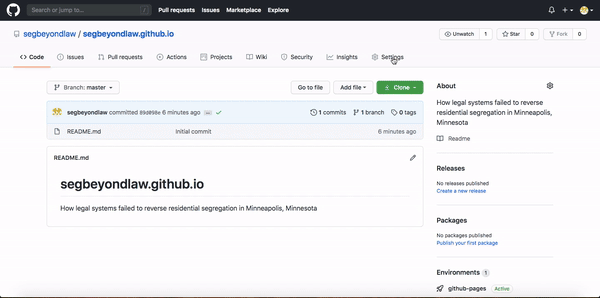 Search or jump to...
/
Pull requests Issues Marketplace Explore
segbeyondlaw / segbeyondlaw.github.io
Unwatch 1
Star 0
Fork 0
Code Issues Pull requests Actions Projects Wiki Security Insights Settings
Branch: master
Go to file Add file Clone
segbeyondlaw committed 6 minutes ago
1 commits 1 branch 0 tags
README.md Initial commit 6 minutes ago
README.md
segbeyondlaw.github.io
How legal systems failed to reverse residential segregation in Minneapolis, Minnesota
About
How legal systems failed to reverse
residential segregation in Minneapolis,
Minnesota
Readme
Releases
No releases published
Create a new release
Packages
No packages published
Publish your first package
Environments 1
github-pages Active